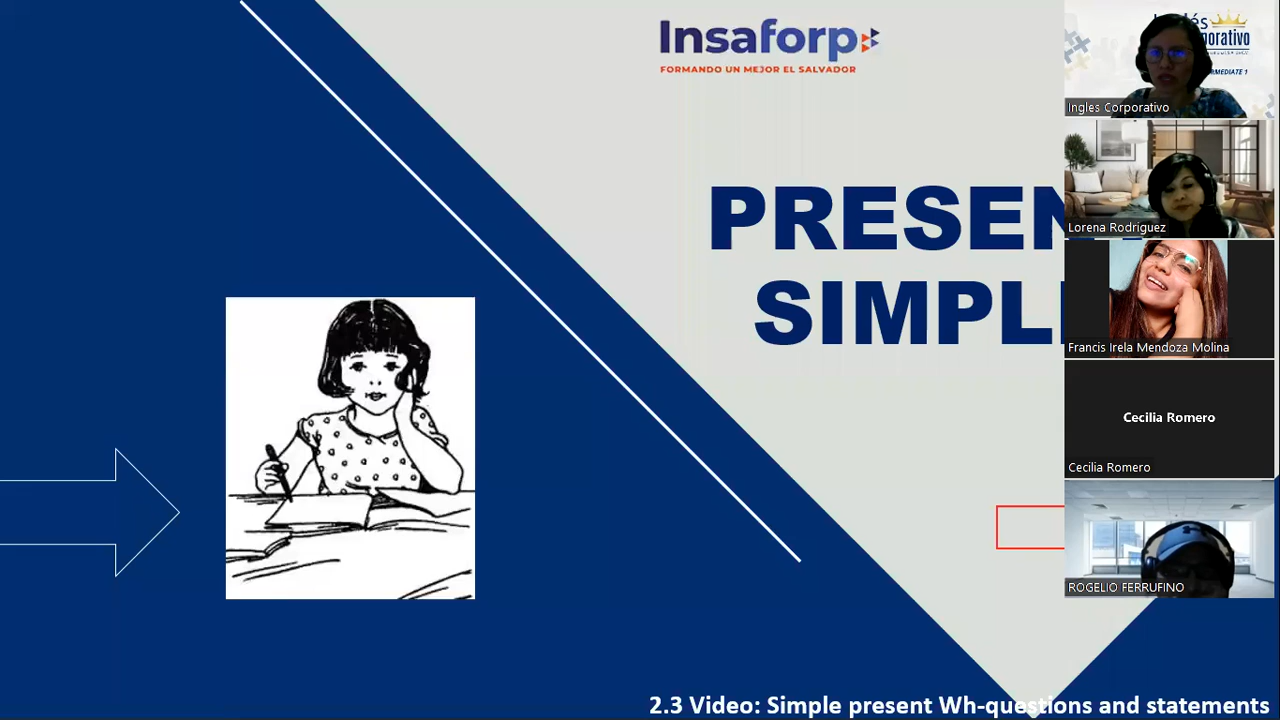 Insaforp
FORMANDO UN MEJOR EL SALVADOR
PRESEN
SIMPL
2.3 Video: Simple present Wh-questions and statements
Ingles Corporativo
Lorena Rodriguez
Francis Irela Mendoza Molina
Cecilia Romero
Cecilia Romero
ROGELIO FERRUFINO